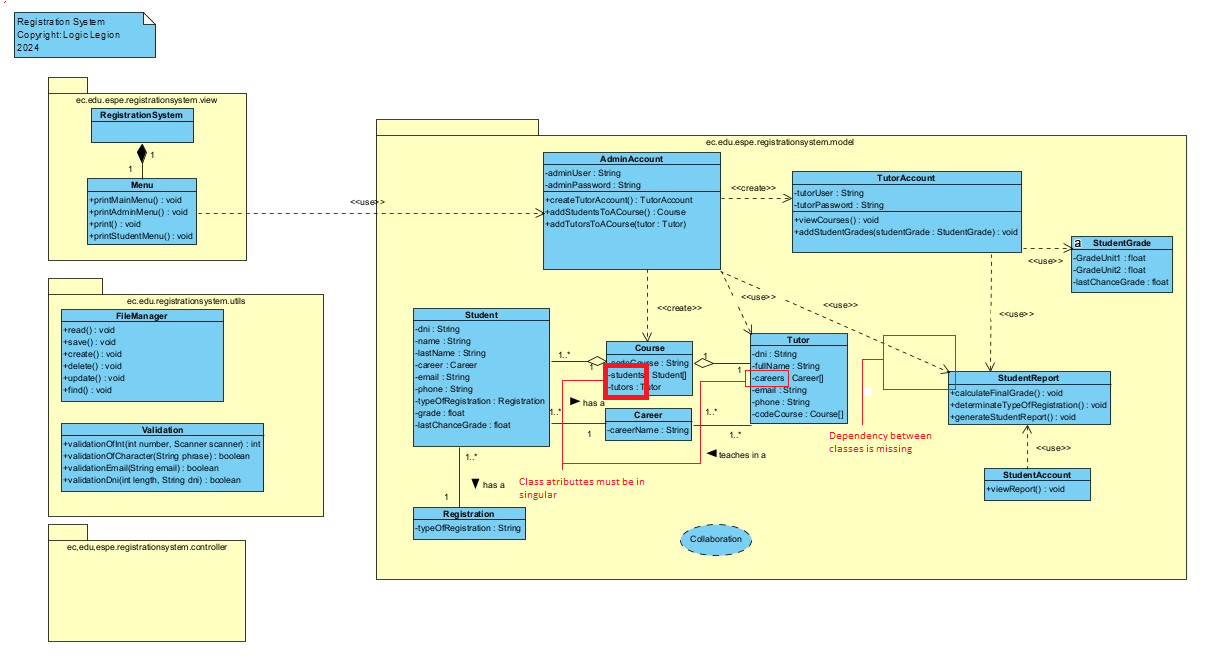 Registration System
Copyright: Logic Legion
2024
ec.edu.espe.registrationsystem.view
RegistrationSystem
1
1
Menu
+printMainMenu() : void
+printAdminMenu() : void
+print() : void
+printStudentMenu() : void
<<use>>
ec.edu.registrationsystem.utils
FileManager
+read() : void
+save() : void
+create() : void
+delete() : void
+update() : void
+find() : void
Validation
+validationOfInt(int number, Scanner scanner) : int
+validationOfCharacter(String phrase) : boolean
+validationEmail(String email) : boolean
+validationDni(int length, String dni) : boolean
ec,edu,espe.registrationsystem.controller
ec.edu.espe.registrationsystem.model
AdminAccount
-adminUser : String
-adminPassword : String
+createTutorAccount() : TutorAccount
+addStudentsToACourse() : Course
+addTutorsToACourse(tutor : Tutor)
<<create>>
TutorAccount
-tutorUser : String
-tutorPassword : String
+viewCourses() : void
+addStudentGrades(studentGrade : StudentGrade) : void
<<use>>
a StudentGrade
-GradeUnit1 : float
-GradeUnit2 : float
-lastChanceGrade : float
<<create>>
<<use>>
<<use>>
<<use>>
Student
-dni : String
-name : String
-lastName : String
-career : Career
-email : String
-phone : String
-typeOfRegistration : Registration
-grade : float
-lastChanceGrade : float
1..*
1
Course
-codeCourse : String
-students : Student[]
-tutors : Tutor
1
1
Tutor
-dni : String
-fullName : String
-careers : Career[]
-email : String
-phone : String
-codeCourse : Course[]
has a
1..*
1
Career
-careerName : String
1..*
1..*
teaches in a
StudentReport
+calculateFinalGrade() : void
+determinateTypeOfRegistration() : void
+generateStudentReport() : void
Dependency between
classes is missing
<<use>>
StudentAccount
+viewReport() : void
1..*
has a
1
Class atributtes must be in
singular
Registration
-typeOfRegistration : String
Collaboration